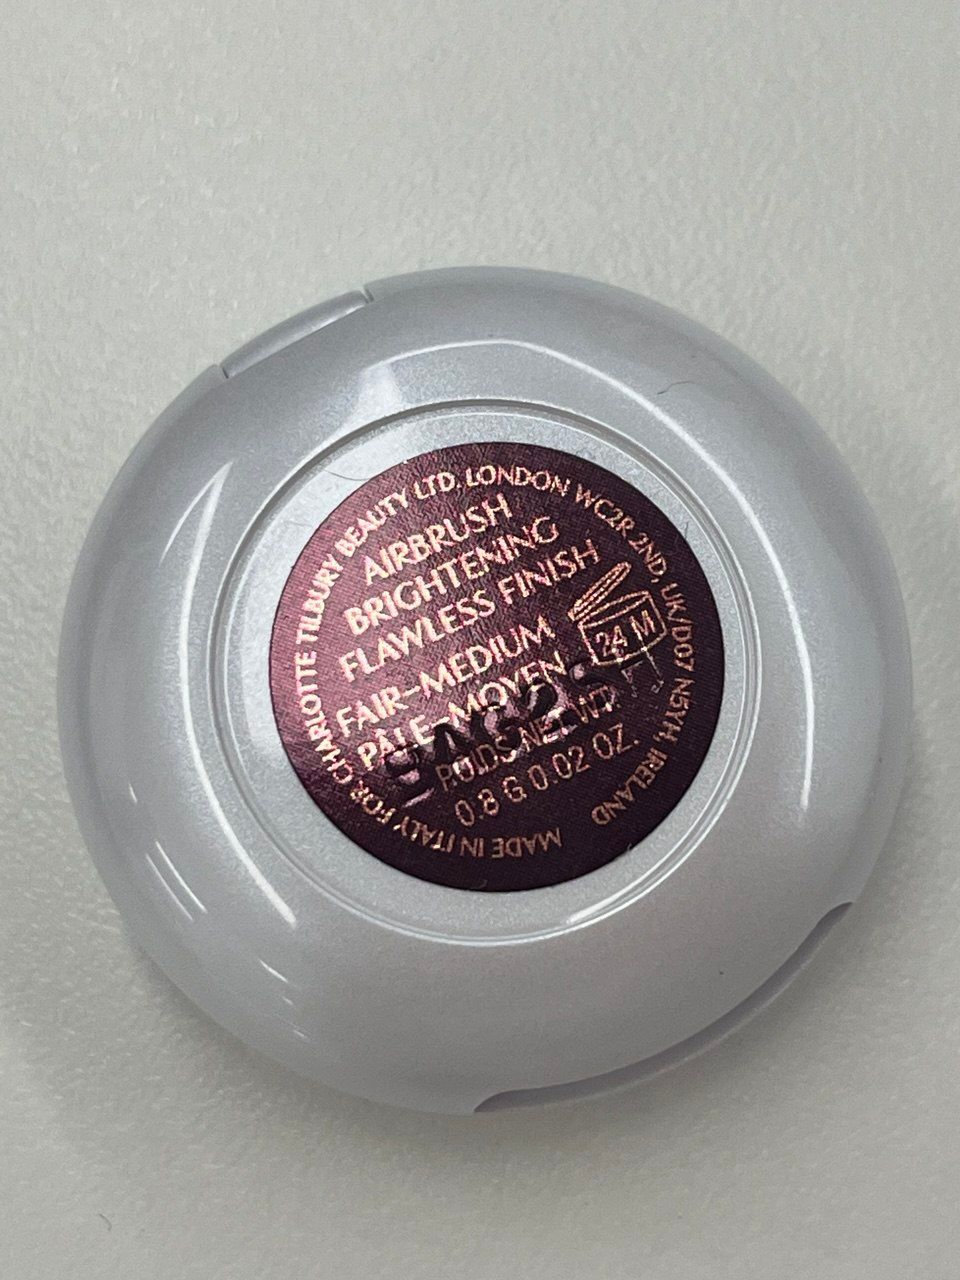 CHARLOTTE TILBURY BEAUTY LTD, LONDON WC2R 2ND, UK/D07 N5YH, IRELAND
AIRBRUSH
BRIGHTENING
FLAWLESS FINISH
24 M
FAIR-MEDIUM
PÂLE-MOYEN
POIDS NET WT.
0.8 G 0.02 OZ.
MADE IN ITALY FOR